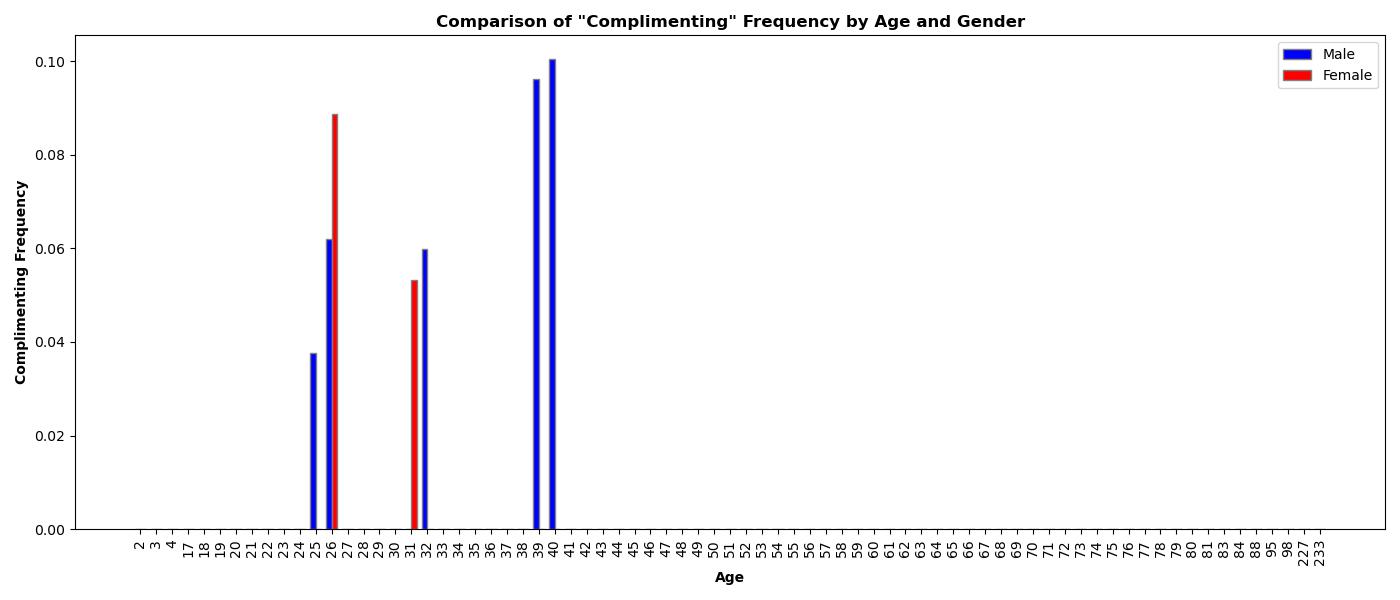 Comparison of "Complimenting" Frequency by Age and Gender
Male
Female
Complimenting Frequency
0.10
0.08
0.06
0.04
0.02
0.00
2 3 4 17 18 19 20 21 22 23 24 25 26 27 28 29 30 31 32 33 34 35 36 37 38 39 40 41 42 43 44 45 46 47 48 49 50 51 52 53 54 55 56 57 58 59 60 61 62 63 64 65 66 67 68 69 70 71 72 73 74 75 76 77 78 79 80 81 83 84 88 95 98 227 233
Age